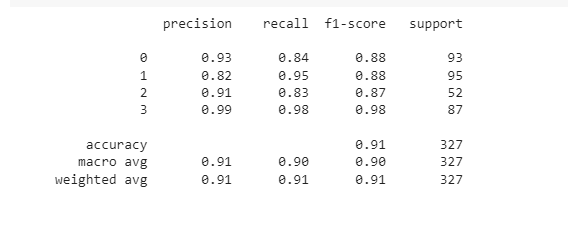 precision recall f1-score support
0 0.93 0.84 0.88 93
1 0.82 0.95 0.88 95
2 0.91 0.83 0.87 52
3 0.99 0.98 0.98 87
accuracy 0.91 327
macro avg 0.91 0.90 0.90 327
weighted avg 0.91 0.91 0.91 327